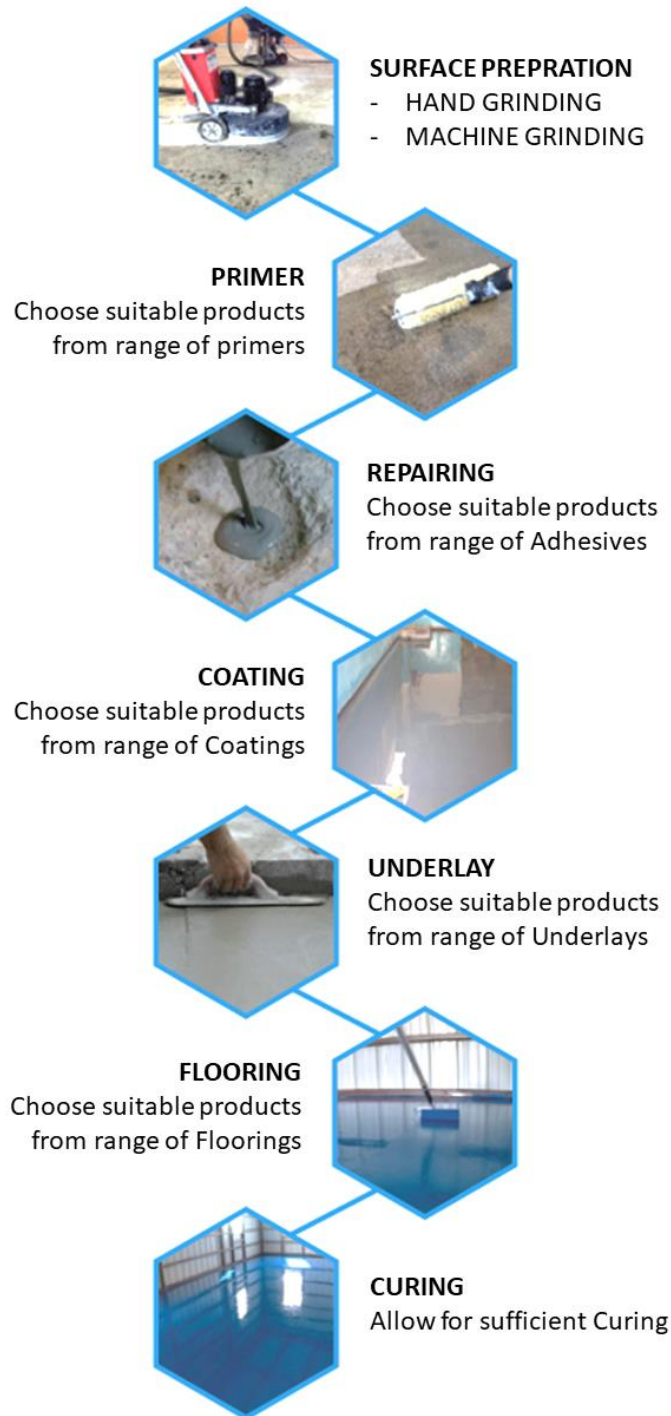 SURFACE PREPRATION
- HAND GRINDING
- MACHINE GRINDING
PRIMER
Choose suitable products
from range of primers
REPAIRING
Choose suitable products
from range of Adhesives
COATING
Choose suitable products
from range of Coatings
UNDERLAY
Choose suitable products
from range of Underlays
FLOORING
Choose suitable products
from range of Floorings
CURING
Allow for sufficient Curing